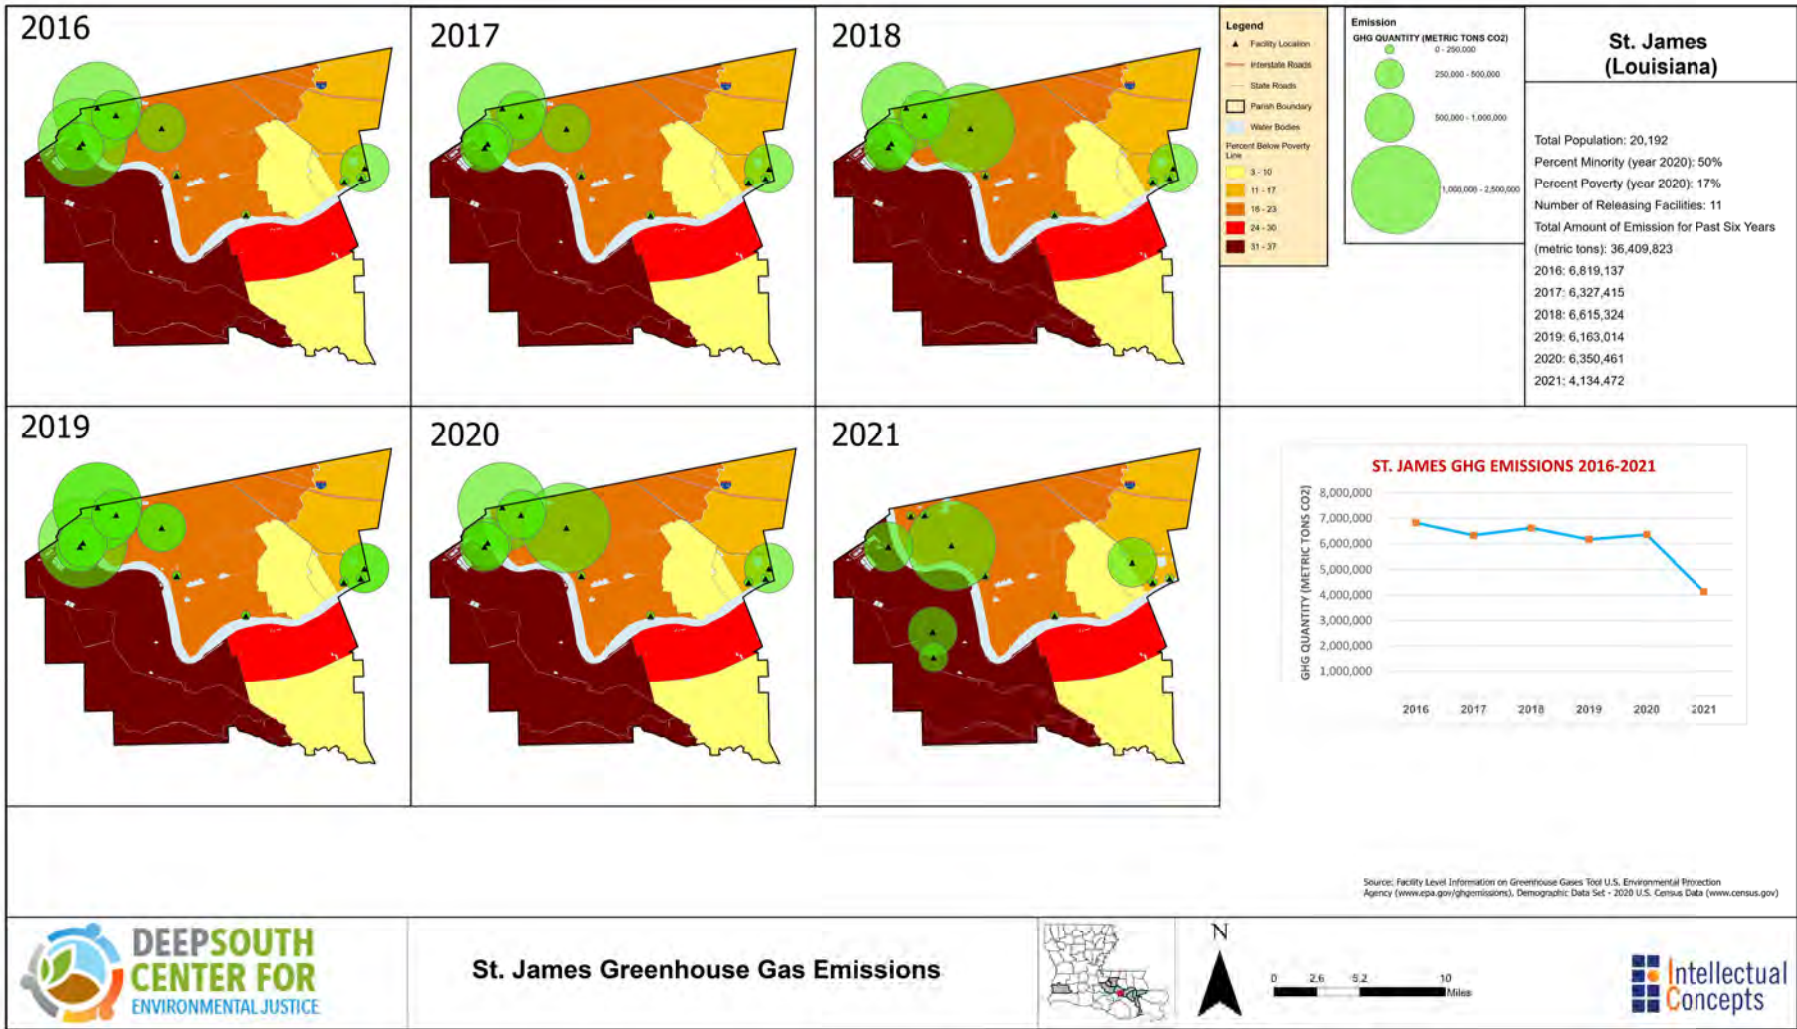 2016
2017
2018
Legend
Facility Location
Interstate Roads
State Roads
Parish Boundary
Water Bodies
Percent Below Poverty
Line
3 - 10
11 - 17
18 - 23
24 - 30
31 - 37
Emission
GHG QUANTITY (METRIC TONS CO2)
0 - 250,000
250,000 - 500,000
500,000 - 1,000,000
1,000,000 - 2,500,000
St. James
(Louisiana)
Total Population: 20,192
Percent Minority (year 2020): 50%
Percent Poverty (year 2020): 17%
Number of Releasing Facilities: 11
Total Amount of Emission for Past Six Years
(metric tons): 36,409,823
2016: 6,819,137
2017: 6,327,415
2018: 6,615,324
2019: 6,163,014
2020: 6,350,461
2021: 4,134,472
2019
2020
2021
ST. JAMES GHG EMISSIONS 2016-2021
GHG QUANTITY (METRIC TONS CO2)
8,000,000
7,000,000
6,000,000
5,000,000
4,000,000
3,000,000
2,000,000
1,000,000
2016 2017 2018 2019 2020 2021
Source: Facility Level Information on Greenhouse Gases Tool U.S. Environmental Protection
Agency (www.epa.gov/ghgemissions), Demographic Data Set - 2020 U.S. Census Data (www.census.gov)
DEEPSOUTH
CENTER FOR
ENVIRONMENTAL JUSTICE
St. James Greenhouse Gas Emissions
N
0 2.6 5.2 10
Miles
Intellectual
Concepts